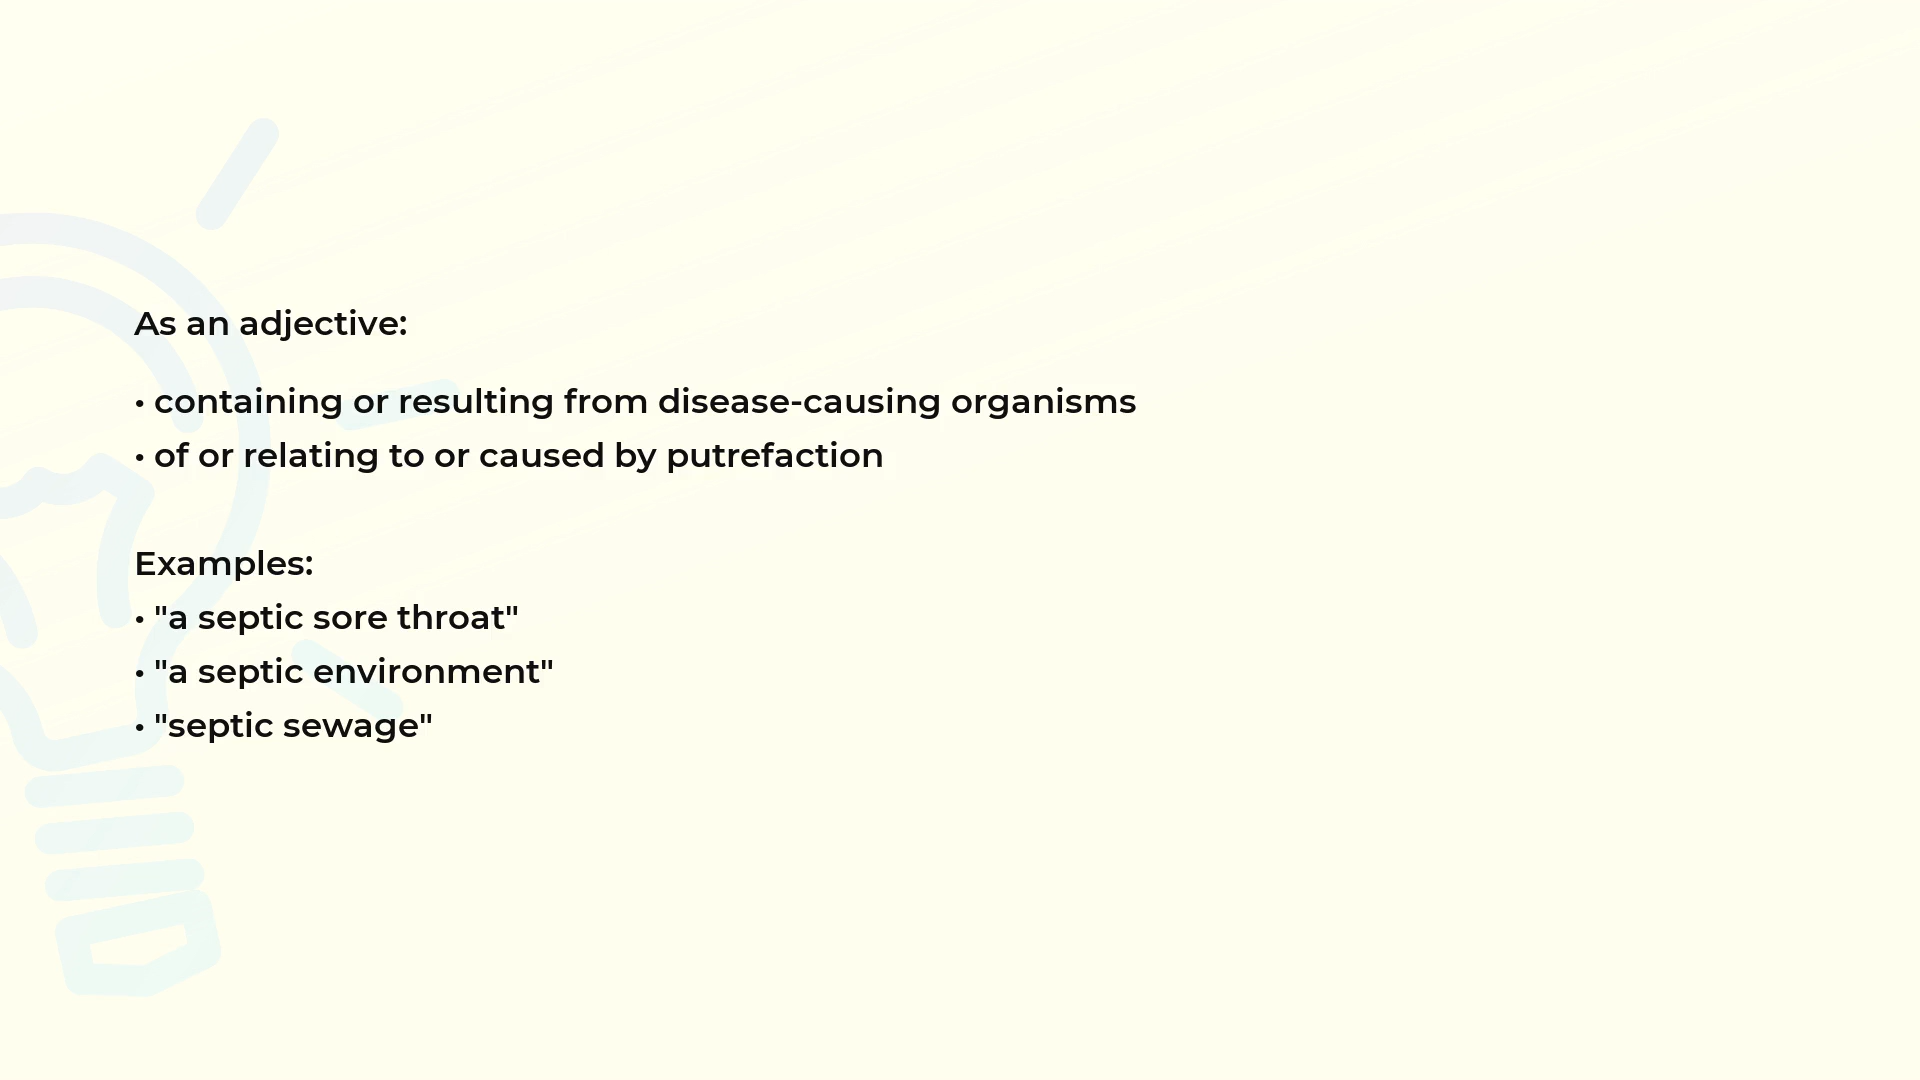 As an adjective:
• containing or resulting from disease-causing organisms
• of or relating to or caused by putrefaction
Examples:
• "a septic sore throat"
• "a septic environment"
• "septic sewage"